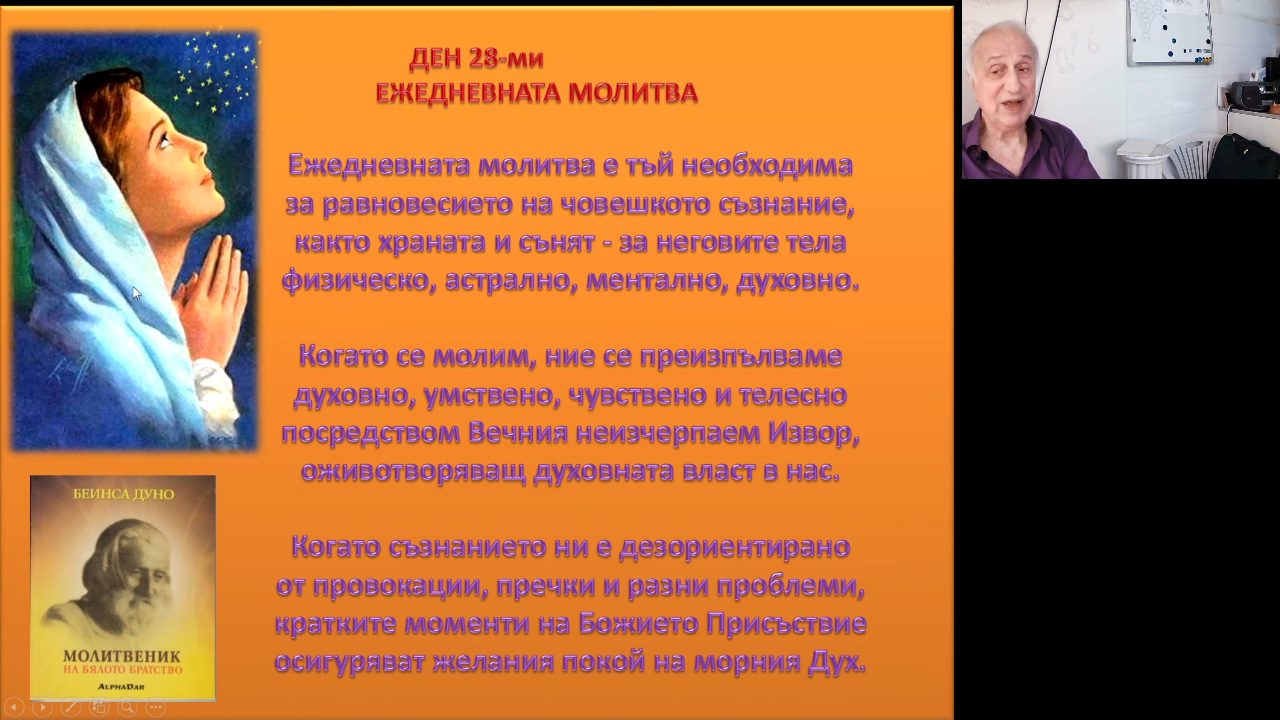 ДЕН 28-ми
ЕЖЕДНЕВНАТА МОЛИТВА
Ежедневната молитва е тъй необходима
за равновесието на човешкото съзнание,
както храната и сънят - за неговите тела
физическо, астрално, ментално, духовно.
Когато се молим, ние се преизпълваме
духовно, умствено, чувствено и телесно
посредством Вечния неизчерпаем Извор,
оживотворяващ духовната власт в нас.
Когато съзнанието ни е дезориентирано
от провокации, пречки и разни проблеми,
кратките моменти на Божието Присъствие
осигуряват желания покой на морния Дух.
БЕИНСА ДУНО
МОЛИТВЕНИК
НА БЯЛОТО БРАТСТВО
ALPHADAR